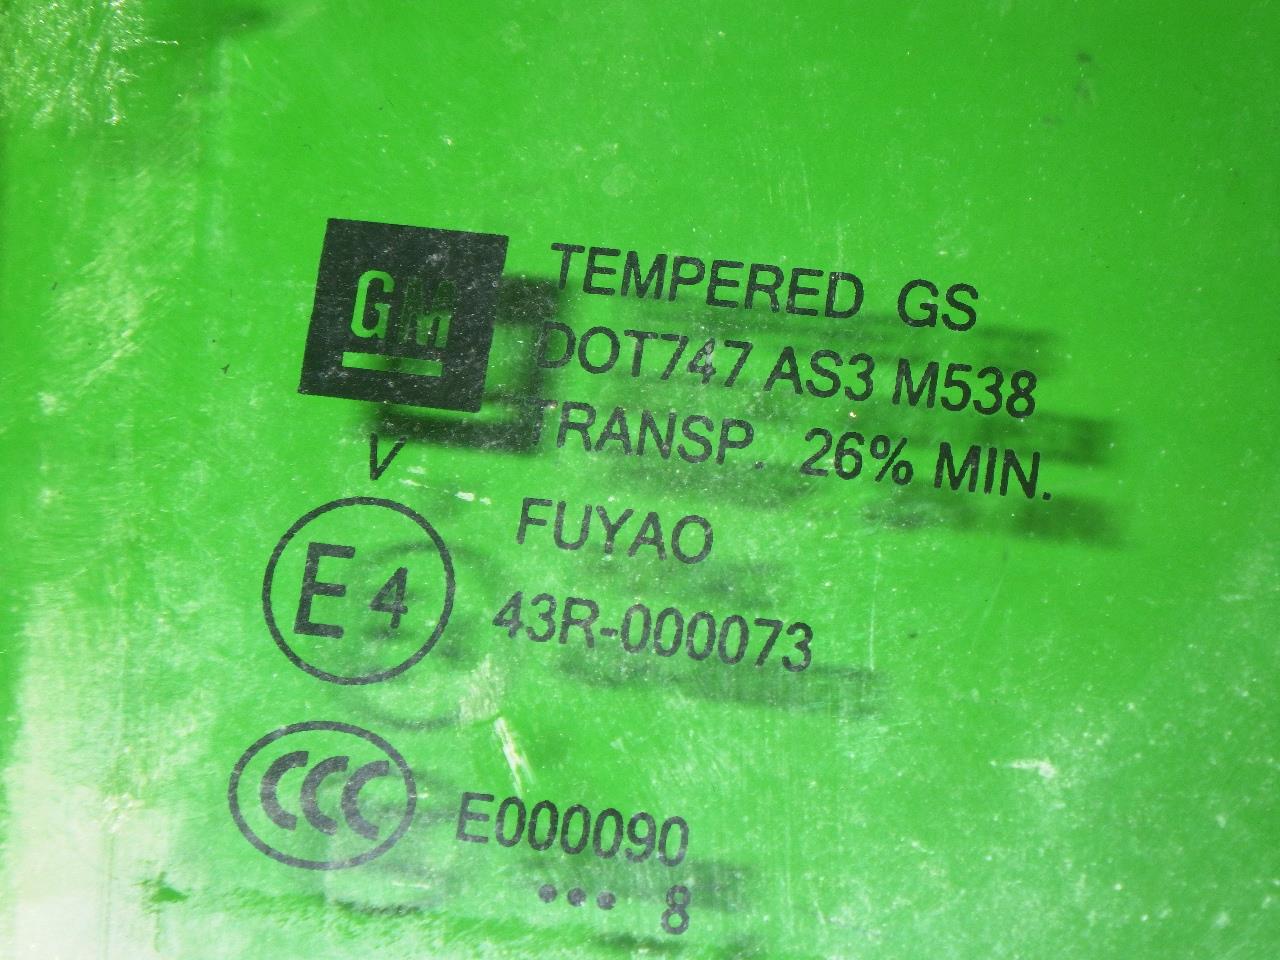 GM
TEMPERED GS
DOT747 AS3 M538
TRANSP. 26% MIN.
V
FUYAO
E4
43R-000073
CCC
E000090
••• 8